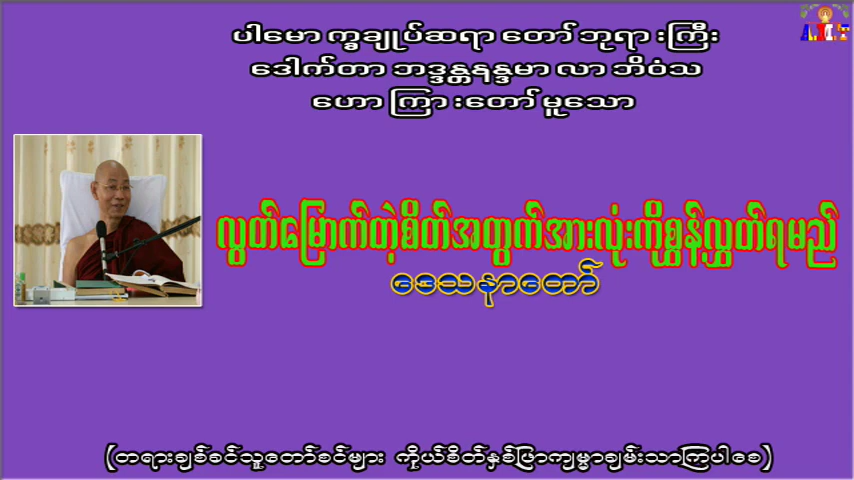 ပါမောက္ခချုပ်ဆရာတော်ဘုရားကြီး
ဒေါက်တာ ဘဒ္ဒန္တနန္ဒမာလာဘိဝံသ
ဟောကြားတော်မူသော
လွတ်မြောက်တဲ့စိတ်အတွက်အားလုံးကိုစွန့်လွှတ်ရမည်
ဒေသနာတော်
(တရားချစ်ခင်သူတော်စင်များ ကိုယ်စိတ်နှစ်ဖြာကျမ္မာချမ်းသာကြပါစေ)